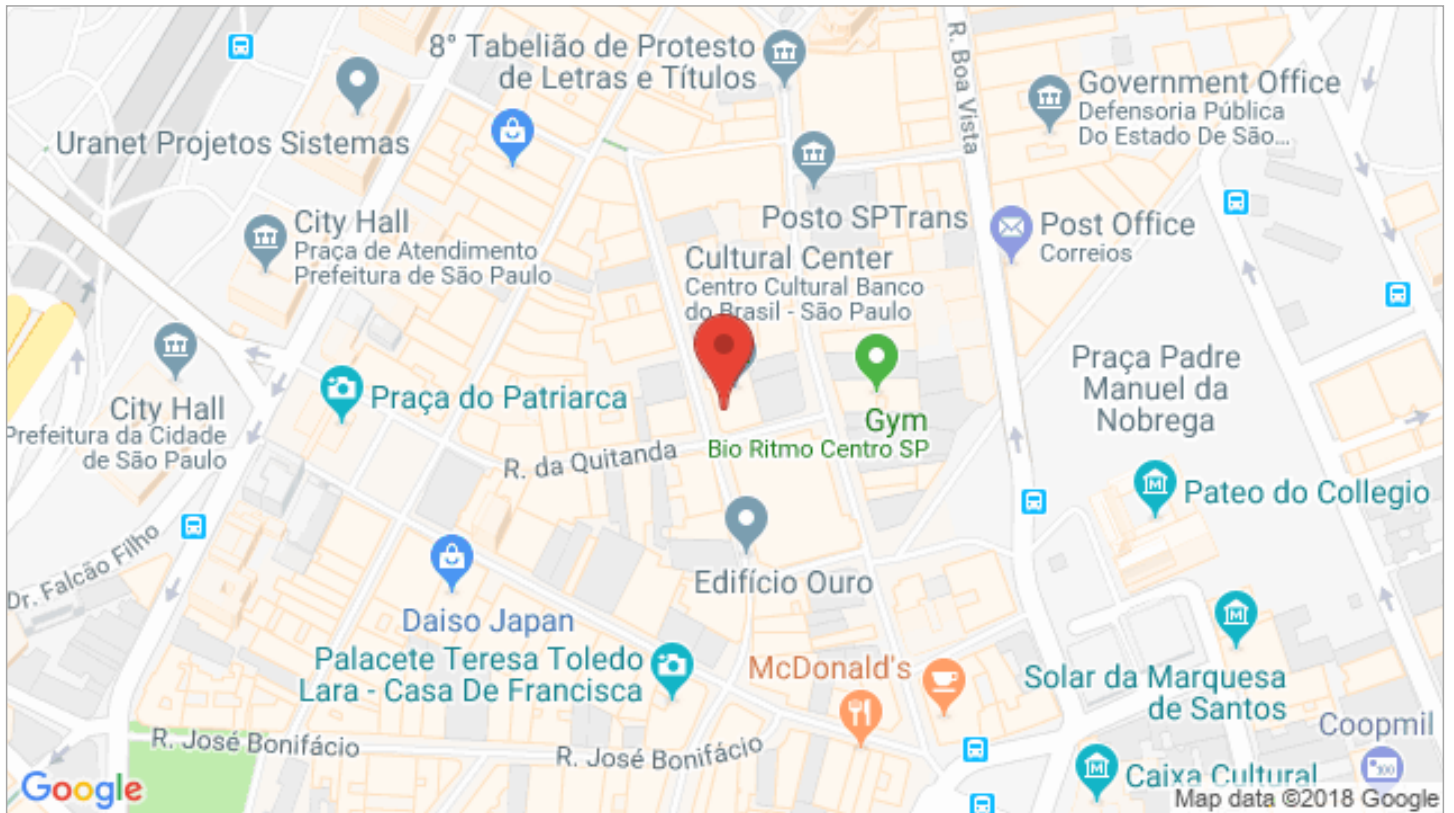 8° Tabelião de Protesto
de Letras e Títulos
R. Boa Vista
Government Office
Defensoria Pública
Do Estado De São...
Uranet Projetos Sistemas
City Hall
Praça de Atendimento
Prefeitura de São Paulo
Posto SPTrans
Post Office
Correios
Cultural Center
Centro Cultural Banco
do Brasil - São Paulo
Praça Padre
Manuel da
Nobrega
City Hall
Prefeitura da Cidade
de São Paulo
Praça do Patriarca
Gym
Bio Ritmo Centro SP
R. da Quitanda
Pateo do Collegio
Dr. Falcão Filho
Edifício Ouro
Daiso Japan
Palacete Teresa Toledo
Lara - Casa De Francisca
McDonald's
Solar da Marquesa
de Santos
Coopmil
R. José Bonifácio
R. José Bonifácio
Caixa Cultural
Google
Map data ©2018 Google